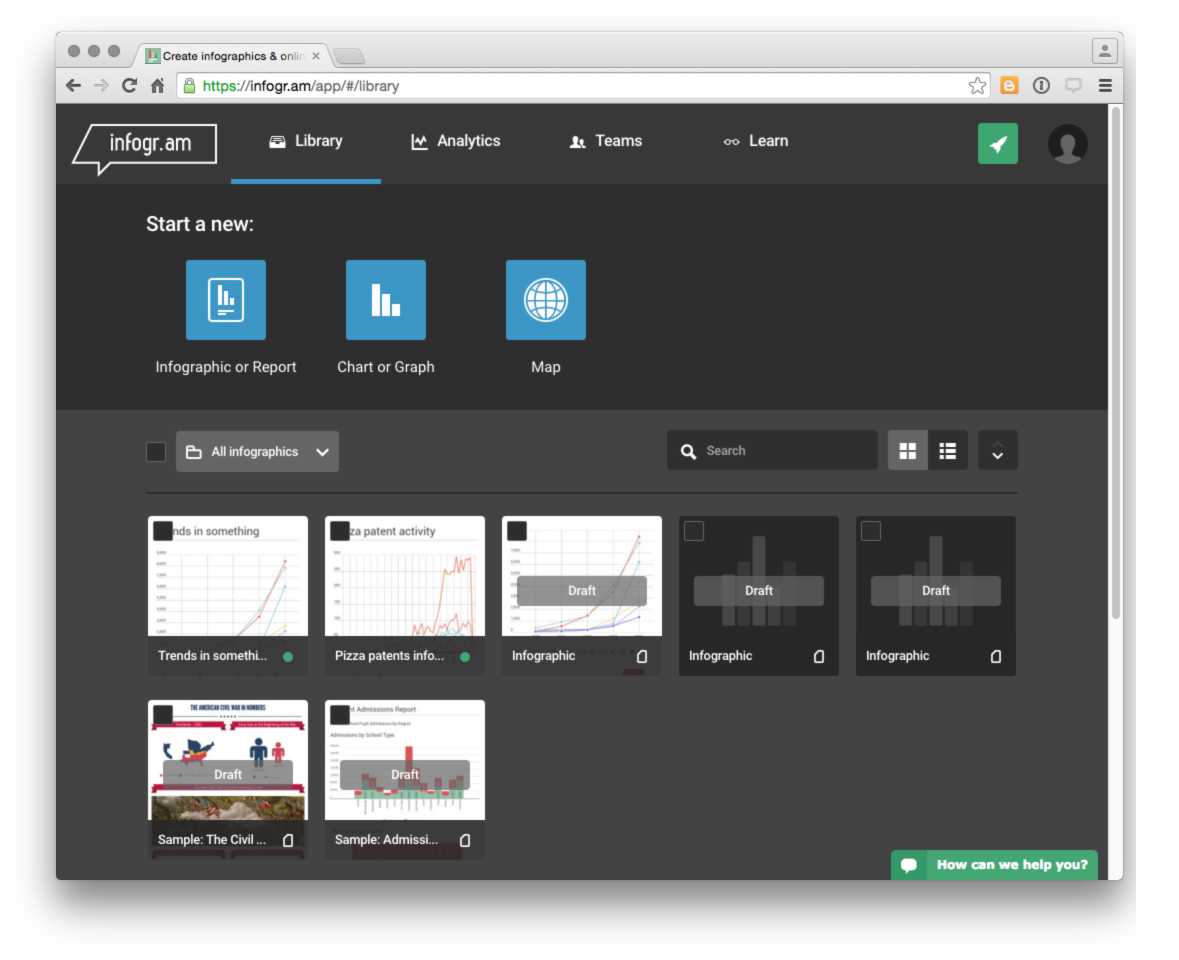 Create infographics & onlin
https://infogr.am/app/#/library
infogr.am
Library
Analytics
Teams
Learn
Start a new:
Infographic or Report
Chart or Graph
Map
All infographics
Search
nds in something
za patent activity
Draft
Draft
Draft
Trends in somethi...
Pizza patents info...
Infographic
Infographic
Infographic
THE AMERICAN CIVIL WAR IN NUMBERS
nt Admissions Report
Admissions by School Type
Draft
Draft
Sample: The Civil ...
Sample: Admissi...
How can we help you?